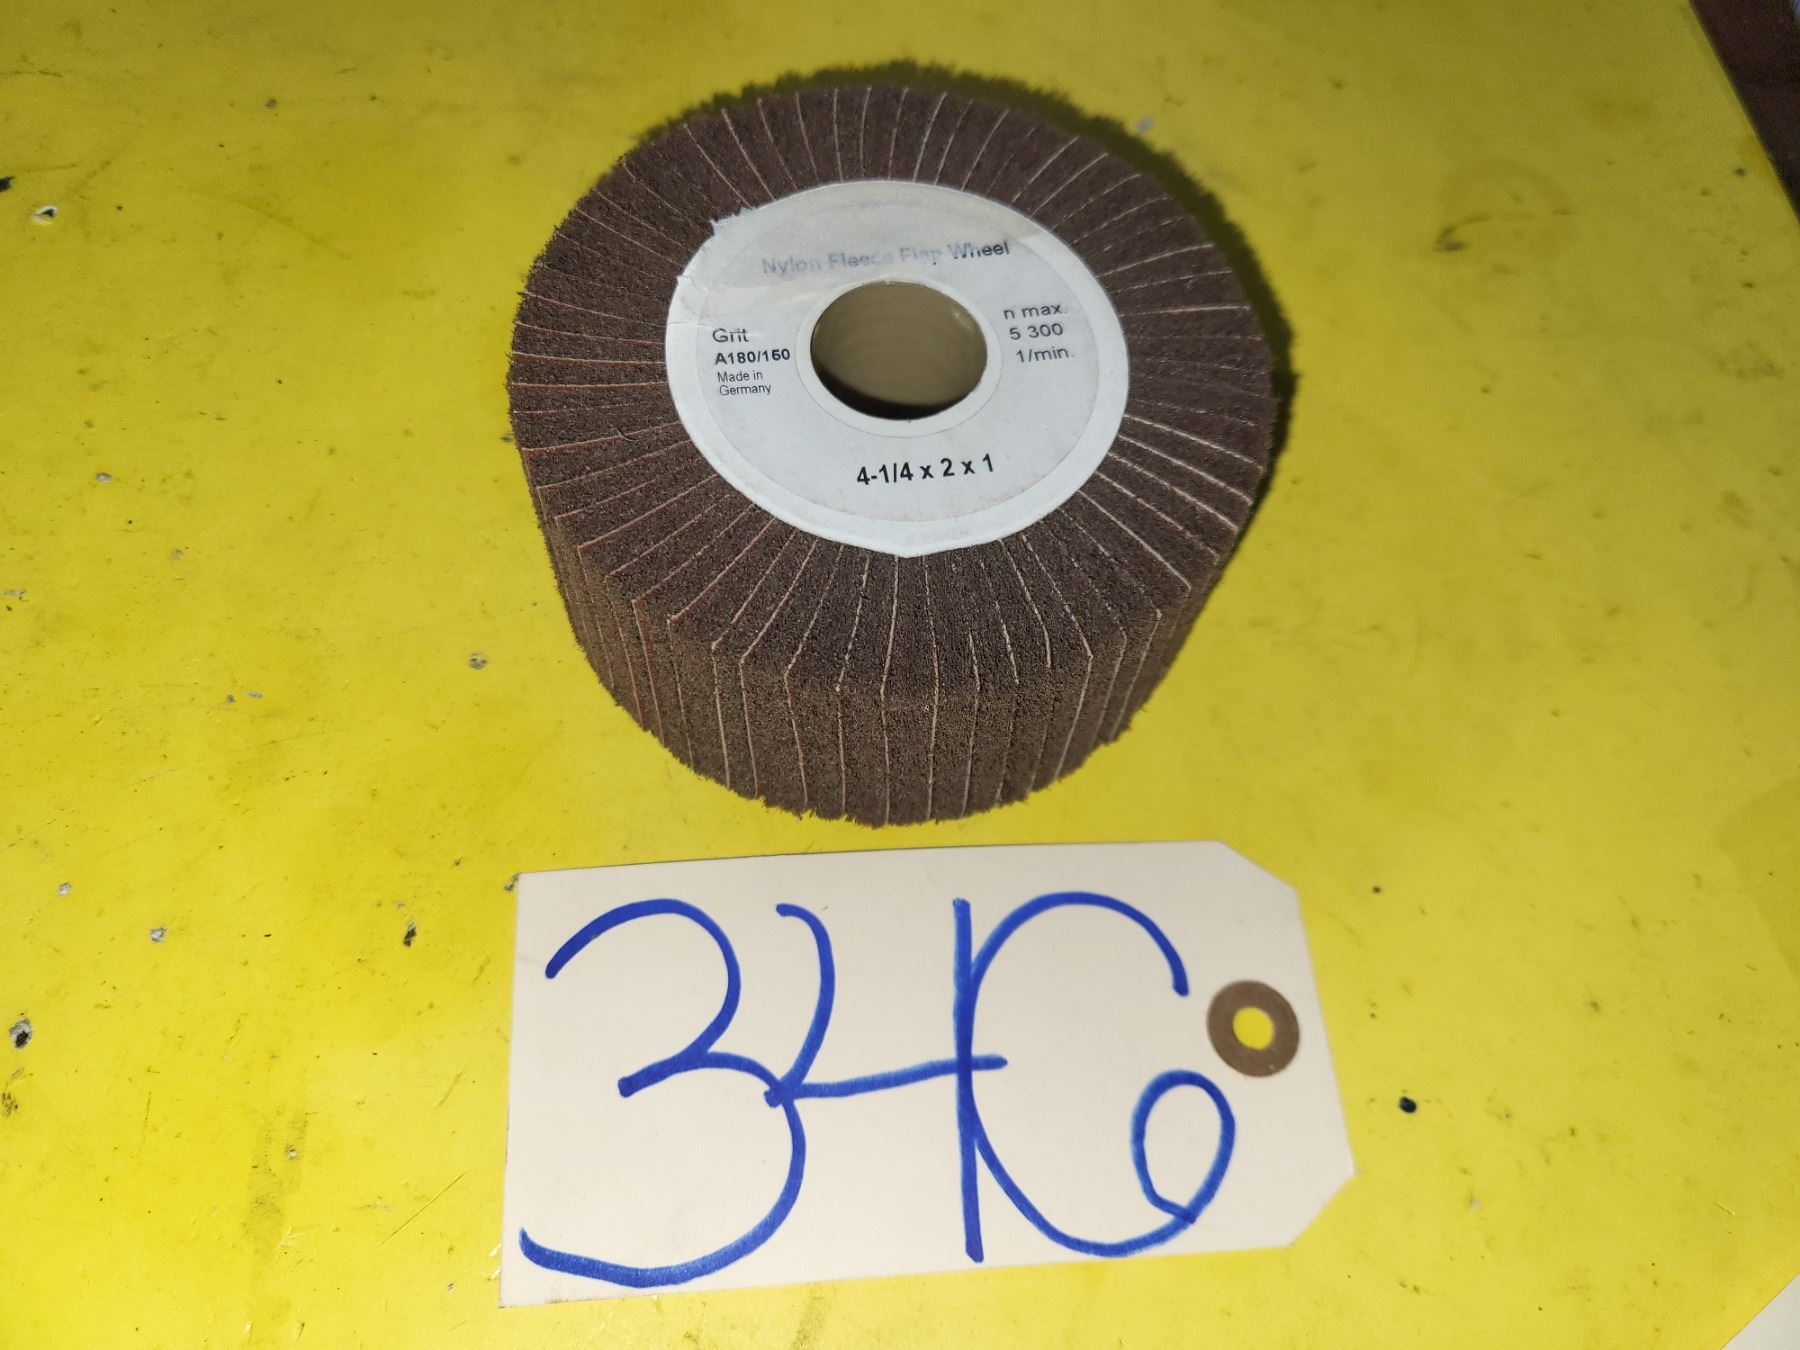 Nylon Fleece Flap Wheel
Grit
A180/150
Made in
Germany
n max.
5 300
1/min.
4-1/4 x 2 x 1
346